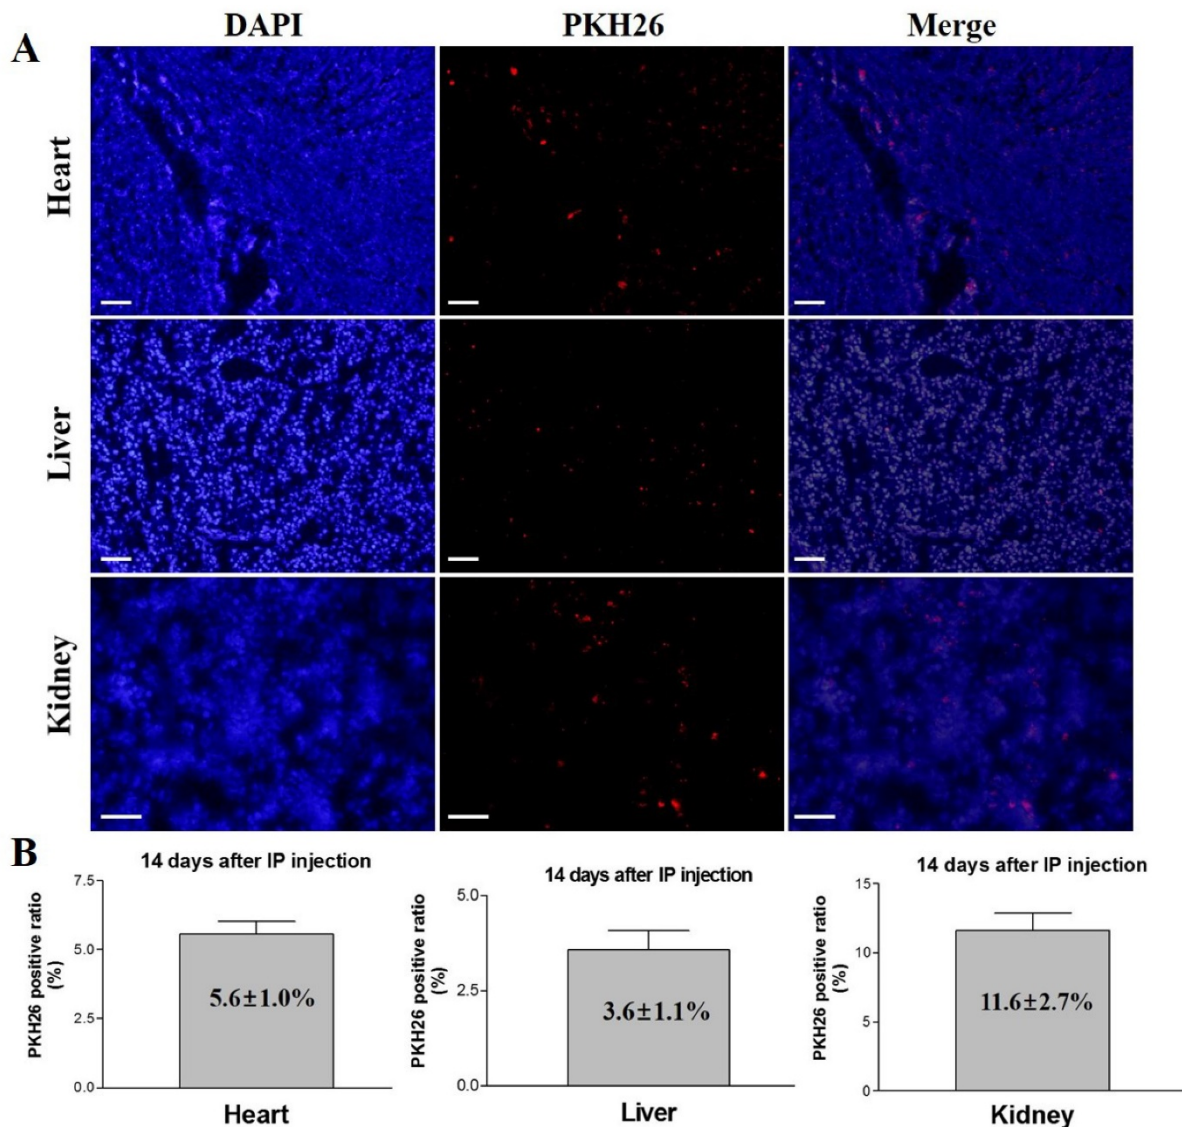 A
DAPI
PKH26
Merge
Heart
Liver
Kidney
B
14 days after IP injection
PKH26 positive ratio
(%)
7.5
5.0
2.5
0.0
5.6±1.0%
Heart
14 days after IP injection
PKH26 positive ratio
(%)
5.0
2.5
0.0
3.6±1.1%
Liver
14 days after IP injection
PKH26 positive ratio
(%)
15
10
5
0
11.6±2.7%
Kidney